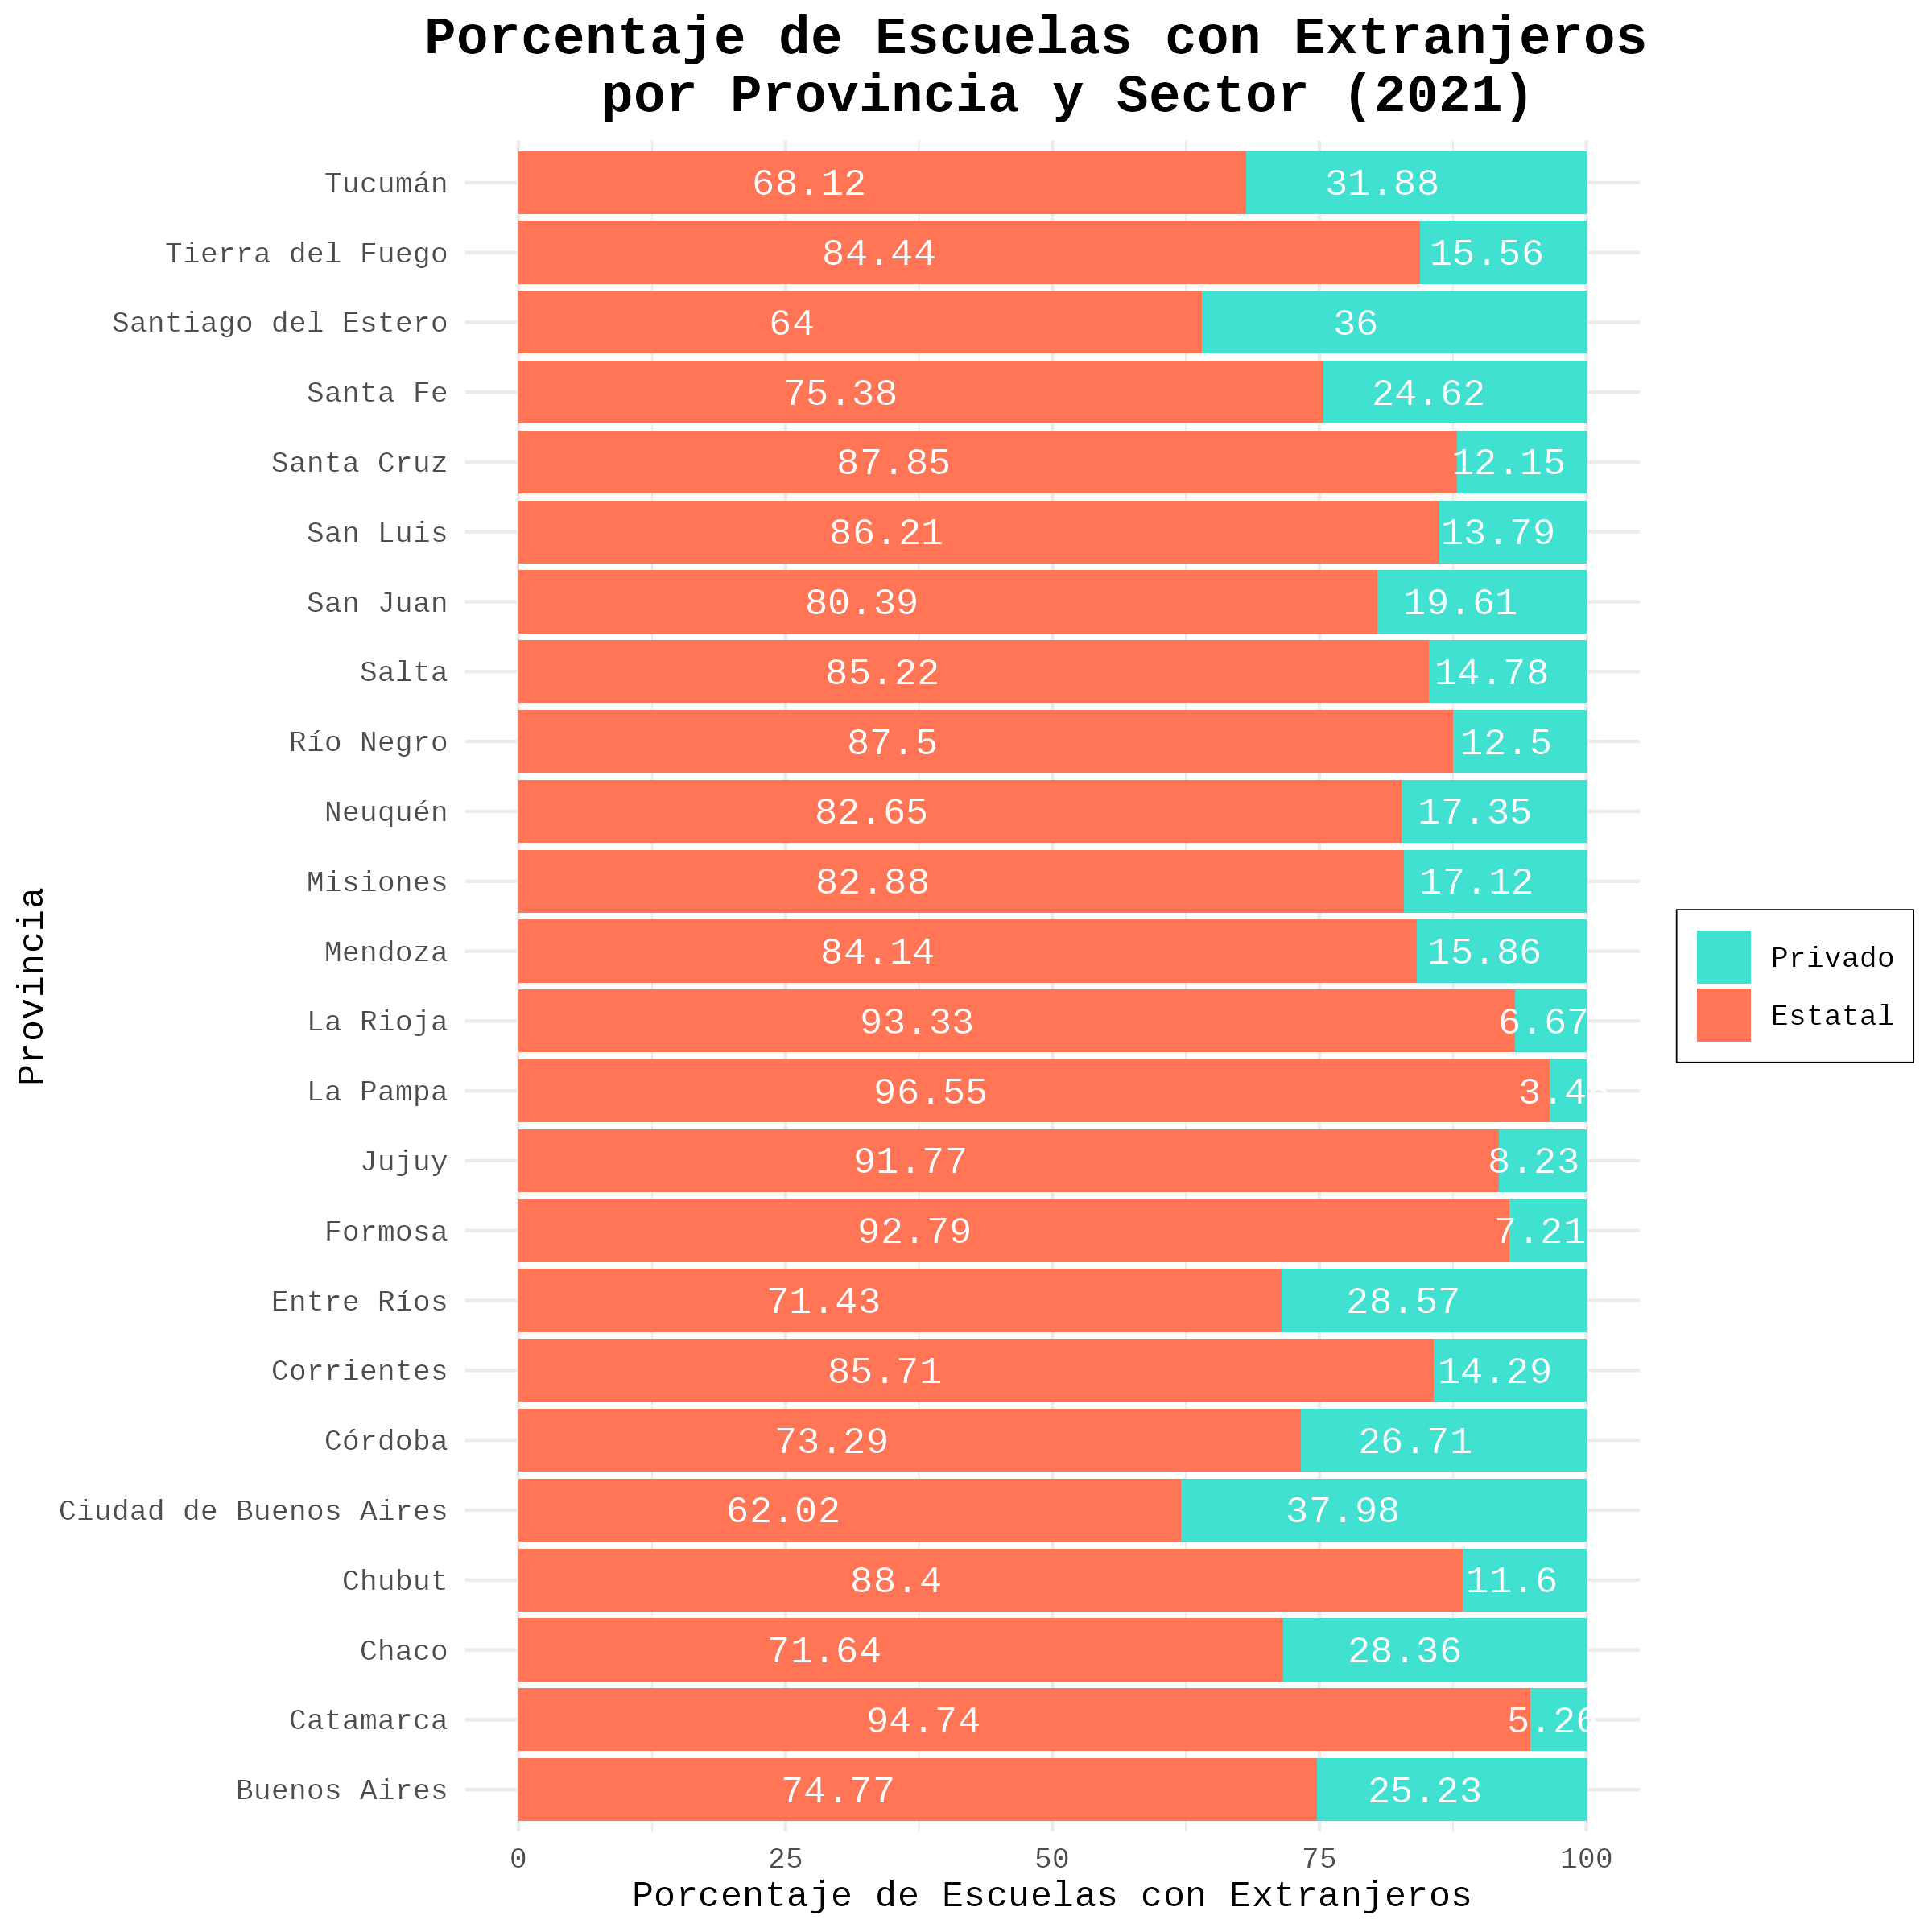 Porcentaje de Escuelas con Extranjeros
por Provincia y Sector (2021)
Tucumán 68.12 31.88
Tierra del Fuego 84.44 15.56
Santiago del Estero 64 36
Santa Fe 75.38 24.62
Santa Cruz 87.85 12.15
San Luis 86.21 13.79
San Juan 80.39 19.61
Salta 85.22 14.78
Río Negro 87.5 12.5
Neuquén 82.65 17.35
Misiones 82.88 17.12
Mendoza 84.14 15.86
La Rioja 93.33 6.67
La Pampa 96.55
Jujuy 91.77 8.23
Formosa 92.79 7.21
Entre Ríos 71.43 28.57
Corrientes 85.71 14.29
Córdoba 73.29 26.71
Ciudad de Buenos Aires 62.02 37.98
Chubut 88.4 11.6
Chaco 71.64 28.36
Catamarca 94.74 5.26
Buenos Aires 74.77 25.23
0 25 50 75 100
Porcentaje de Escuelas con Extranjeros
Provincia
Privado
Estatal